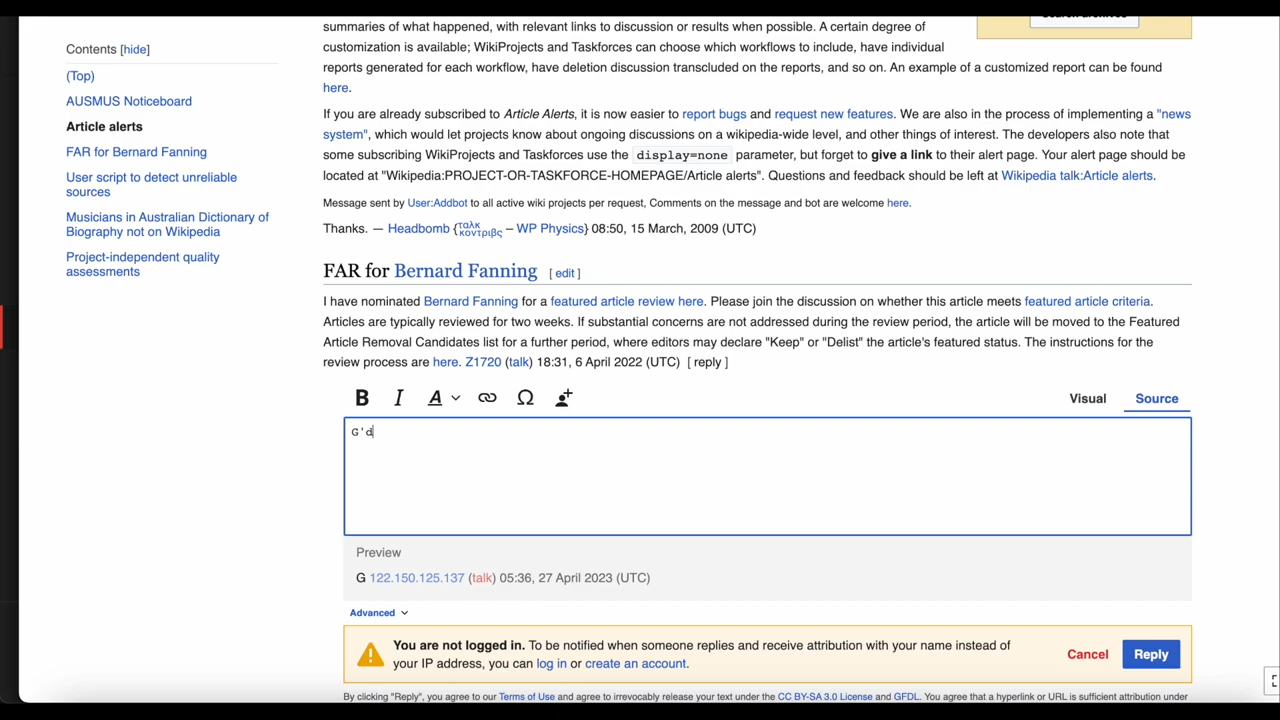 summaries of what happened, with relevant links to discussion or results when possible. A certain degree of
customization is available; WikiProjects and Taskforces can choose which workflows to include, have individual
reports generated for each workflow, have deletion discussion transcluded on the reports, and so on. An example of a customized report can be found
here.
If you are already subscribed to Article Alerts, it is now easier to report bugs and request new features. We are also in the process of implementing a "news
system", which would let projects know about ongoing discussions on a wikipedia-wide level, and other things of interest. The developers also note that
some subscribing WikiProjects and Taskforces use the display=none parameter, but forget to give a link to their alert page. Your alert page should be
located at "Wikipedia:PROJECT-OR-TASKFORCE-HOMEPAGE/Article alerts". Questions and feedback should be left at Wikipedia talk:Article alerts.
Message sent by User:Addbot to all active wiki projects per request, Comments on the message and bot are welcome here.
Thanks. — Headbomb {ταλκ κοντριβς – WP Physics} 08:50, 15 March, 2009 (UTC)
Contents [hide]
(Top)
AUSMUS Noticeboard
Article alerts
FAR for Bernard Fanning
User script to detect unreliable
sources
Musicians in Australian Dictionary of
Biography not on Wikipedia
Project-independent quality
assessments
FAR for Bernard Fanning [ edit ]
I have nominated Bernard Fanning for a featured article review here. Please join the discussion on whether this article meets featured article criteria.
Articles are typically reviewed for two weeks. If substantial concerns are not addressed during the review period, the article will be moved to the Featured
Article Removal Candidates list for a further period, where editors may declare "Keep" or "Delist" the article's featured status. The instructions for the
review process are here. Z1720 (talk) 18:31, 6 April 2022 (UTC) [ reply ]
B I A Ω Visual Source
G'd
Preview
G 122.150.125.137 (talk) 05:36, 27 April 2023 (UTC)
Advanced
You are not logged in. To be notified when someone replies and receive attribution with your name instead of
your IP address, you can log in or create an account.
Cancel Reply
By clicking "Reply", you agree to our Terms of Use and agree to irrevocably release your text under the CC BY-SA 3.0 License and GFDL. You agree that a hyperlink or URL is sufficient attribution under